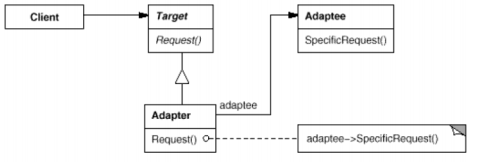 Client
Target
Request()
Adaptee
SpecificRequest()
adaptee
Adapter
Request()
adaptee->SpecificRequest()